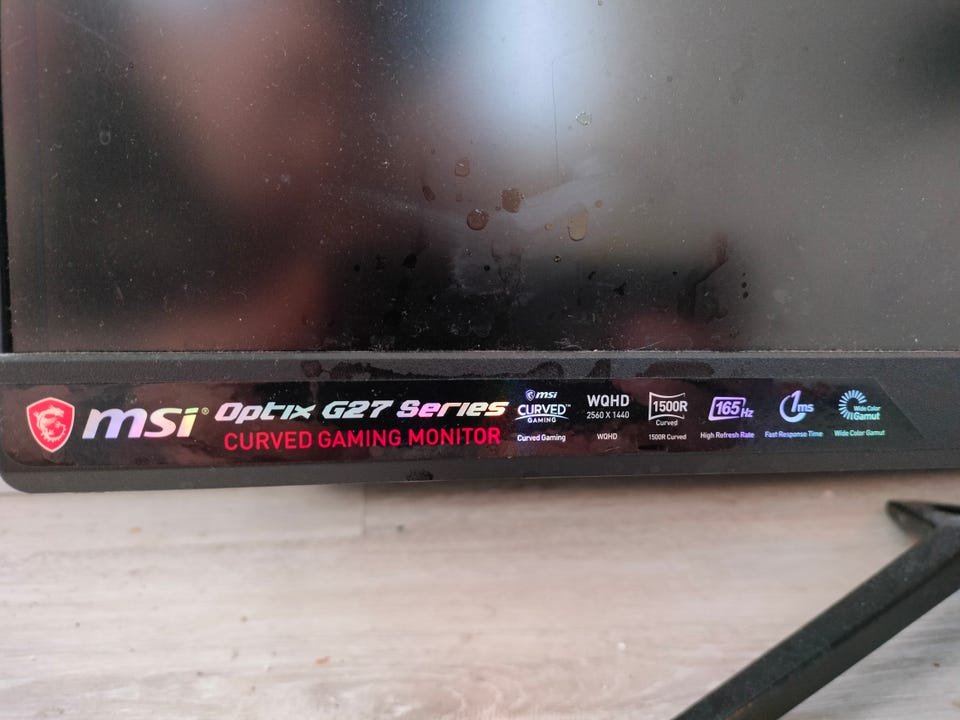 msi® Optix G27 Series
CURVED GAMING MONITOR
msi
CURVED™
GAMING
Curved Gaming
WQHD
2560 X 1440
WQHD
1500R
Curved
1500R Curved
165Hz
High Refresh Rate
1ms
Fast Response Time
Wide Color
Gamut
Wide Color Gamut